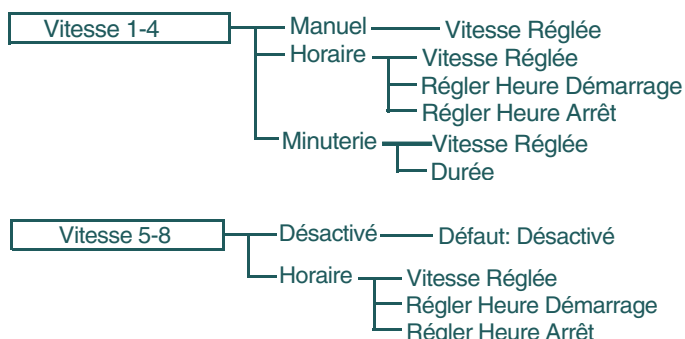 Vitesse 1-4
Manuel Vitesse Réglée
Horaire Vitesse Réglée
Régler Heure Démarrage
Régler Heure Arrêt
Minuterie Vitesse Réglée
Durée
Vitesse 5-8
Désactivé Défaut: Désactivé
Horaire Vitesse Réglée
Régler Heure Démarrage
Régler Heure Arrêt